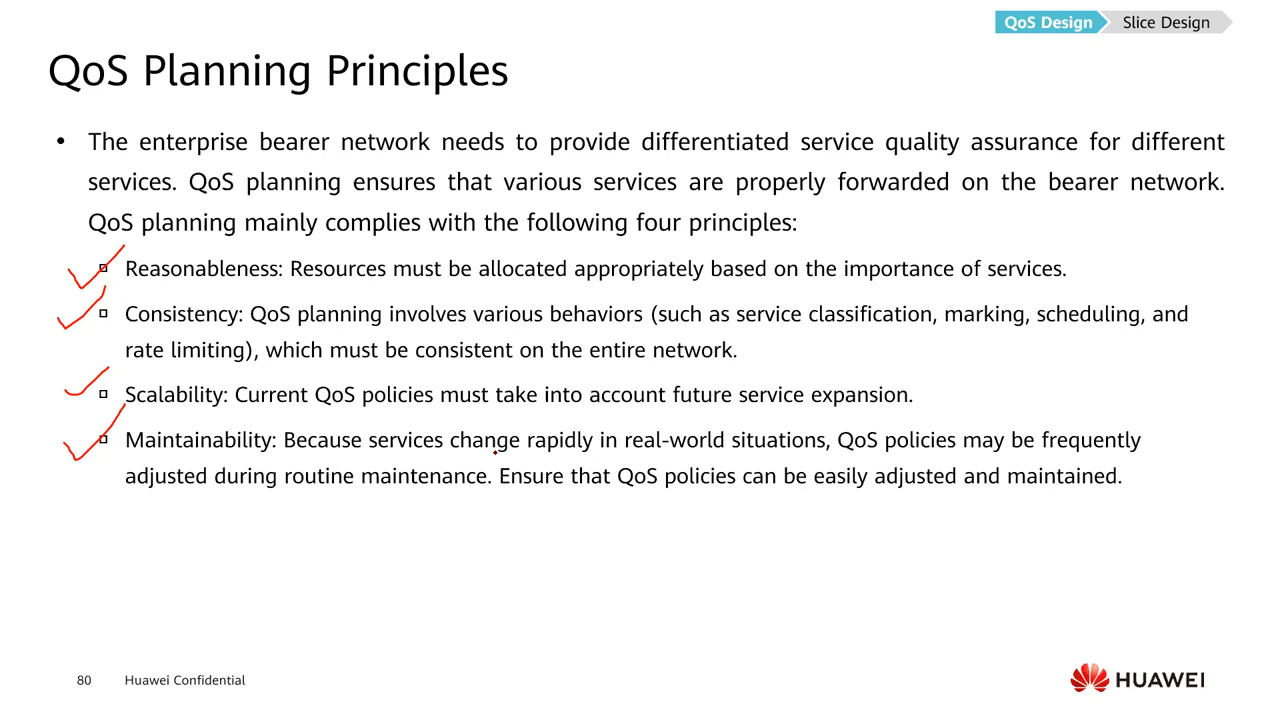 QoS Design
Slice Design
QoS Planning Principles
• The enterprise bearer network needs to provide differentiated service quality assurance for different
services. QoS planning ensures that various services are properly forwarded on the bearer network.
QoS planning mainly complies with the following four principles:
Reasonableness: Resources must be allocated appropriately based on the importance of services.
Consistency: QoS planning involves various behaviors (such as service classification, marking, scheduling, and
rate limiting), which must be consistent on the entire network.
Scalability: Current QoS policies must take into account future service expansion.
Maintainability: Because services change rapidly in real-world situations, QoS policies may be frequently
adjusted during routine maintenance. Ensure that QoS policies can be easily adjusted and maintained.
80
Huawei Confidential
HUAWEI